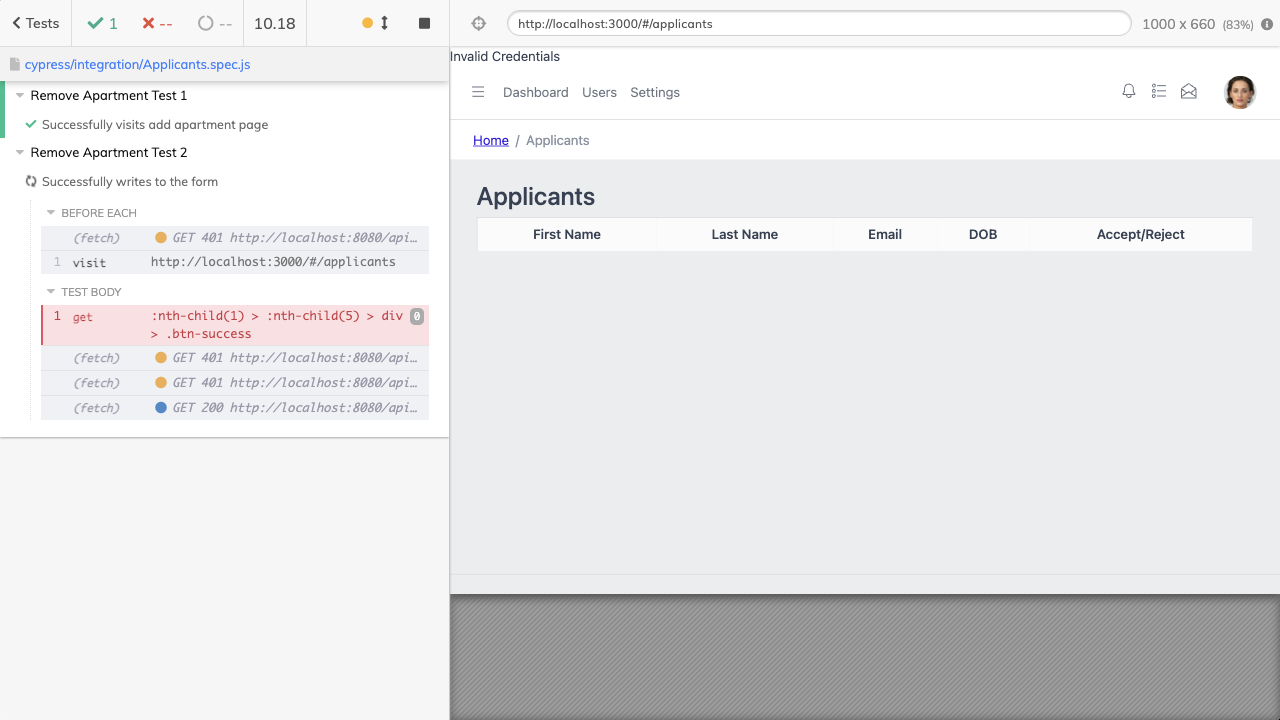 Tests
1
--
--
10.18
http://localhost:3000/#/applicants
1000 x 660 (83%)
cypress/integration/Applicants.spec.js
Remove Apartment Test 1
Successfully visits add apartment page
Remove Apartment Test 2
Successfully writes to the form
BEFORE EACH
(fetch) GET 401 http://localhost:8080/api…
1 visit http://localhost:3000/#/applicants
TEST BODY
1 get :nth-child(1) > :nth-child(5) > div 0
> .btn-success
(fetch) GET 401 http://localhost:8080/api…
(fetch) GET 401 http://localhost:8080/api…
(fetch) GET 200 http://localhost:8080/api…
Invalid Credentials
Dashboard Users Settings
Home / Applicants
Applicants
First Name Last Name Email DOB Accept/Reject